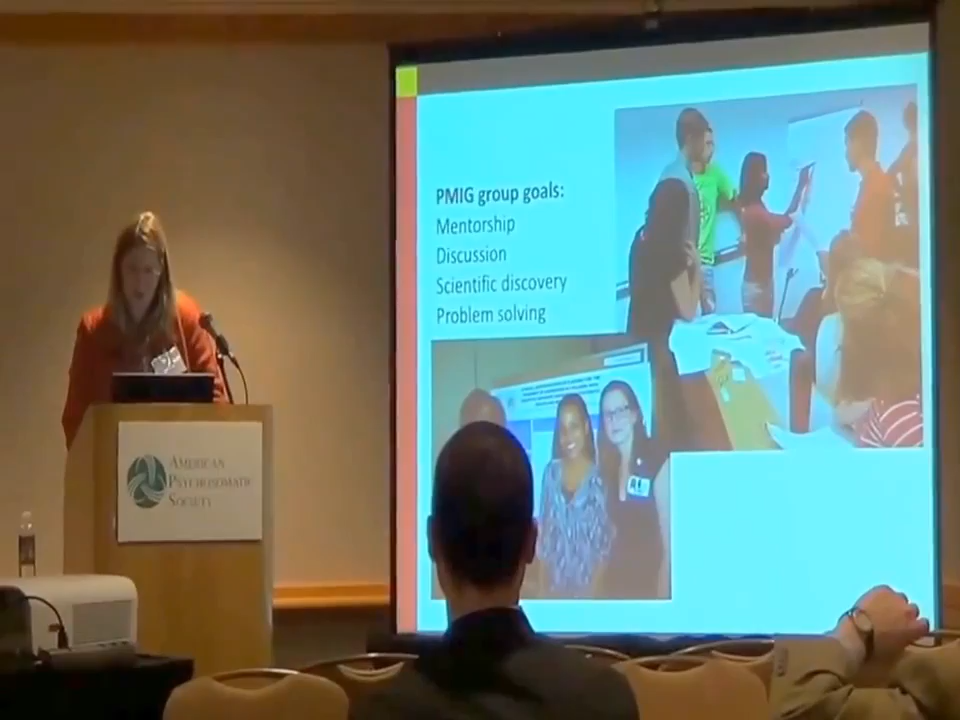 PMIG group goals:
Mentorship
Discussion
Scientific discovery
Problem solving
AMERICAN
PSYCHOSOMATIC
SOCIETY